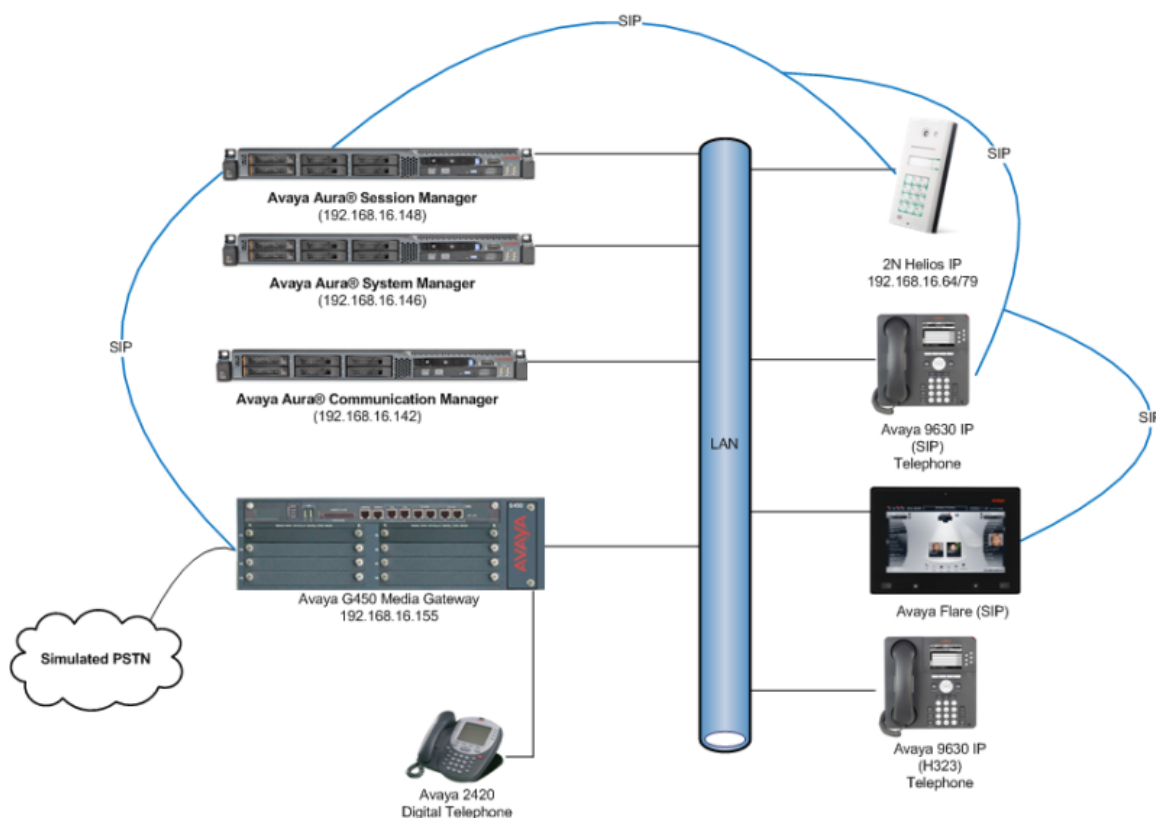 SIP
SIP
Avaya Aura® Session Manager
(192.168.16.148)
2N Helios IP
192.168.16.64/79
Avaya Aura® System Manager
(192.168.16.146)
SIP
Avaya Aura® Communication Manager
(192.168.16.142)
Avaya 9630 IP
(SIP)
Telephone
SIP
LAN
G450
AVAYA
Avaya G450 Media Gateway
192.168.16.155
Avaya Flare (SIP)
Simulated PSTN
Avaya 9630 IP
(H323)
Telephone
Avaya 2420
Digital Telephone